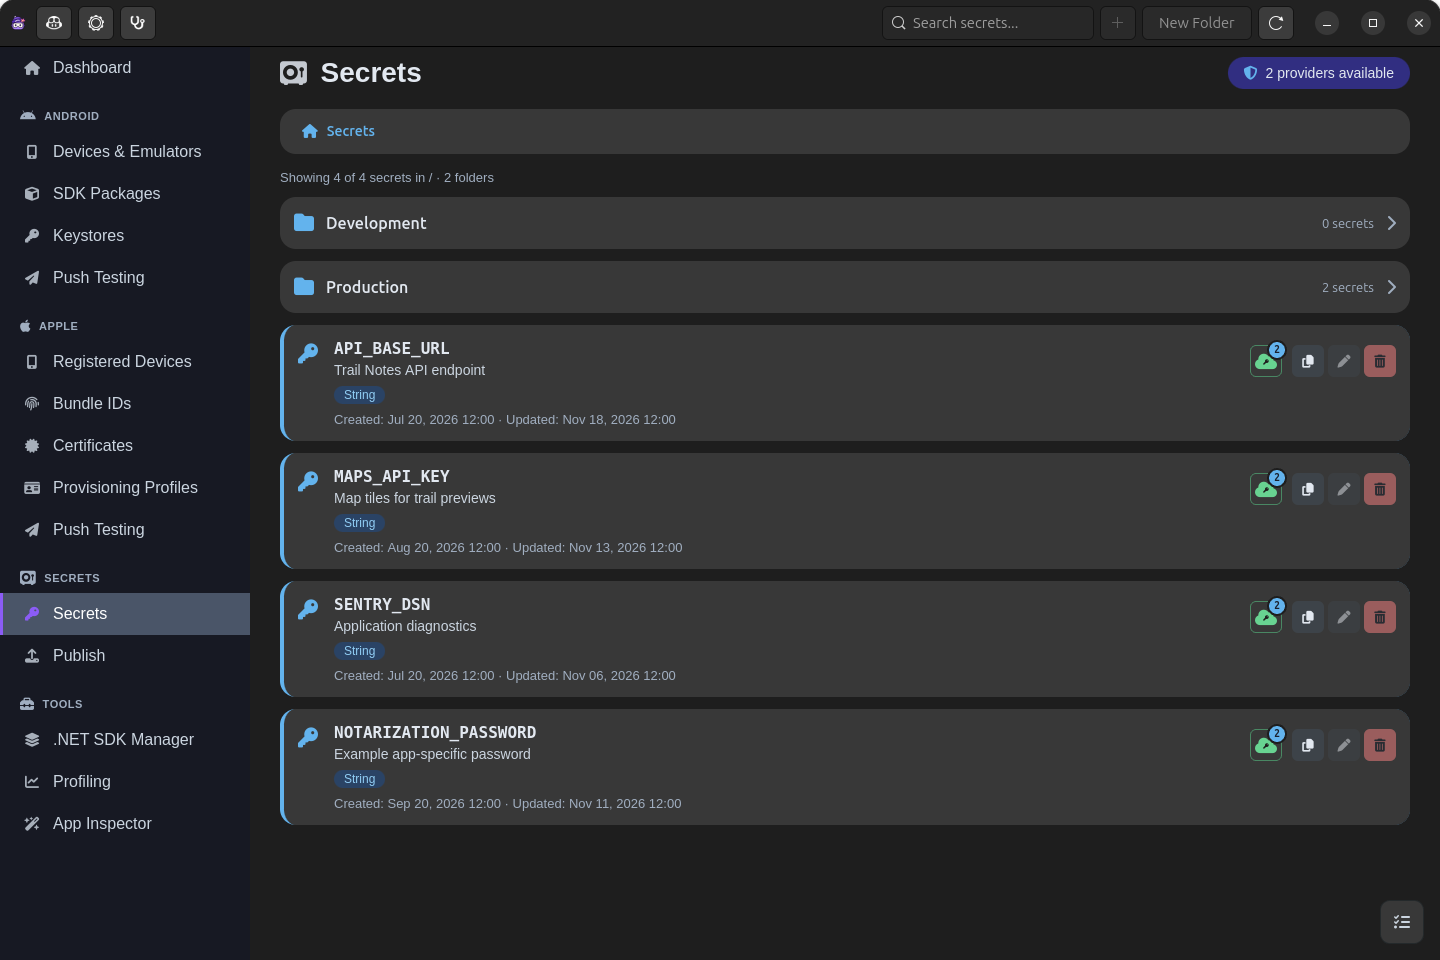 Search secrets...
New Folder
Dashboard
ANDROID
Devices & Emulators
SDK Packages
Keystores
Push Testing
APPLE
Registered Devices
Bundle IDs
Certificates
Provisioning Profiles
Push Testing
SECRETS
Secrets
Publish
TOOLS
.NET SDK Manager
Profiling
App Inspector
Secrets
2 providers available
Secrets
Showing 4 of 4 secrets in / · 2 folders
Development
0 secrets
Production
2 secrets
API_BASE_URL
Trail Notes API endpoint
String
Created: Jul 20, 2026 12:00 · Updated: Nov 18, 2026 12:00
2
MAPS_API_KEY
Map tiles for trail previews
String
Created: Aug 20, 2026 12:00 · Updated: Nov 13, 2026 12:00
2
SENTRY_DSN
Application diagnostics
String
Created: Jul 20, 2026 12:00 · Updated: Nov 06, 2026 12:00
2
NOTARIZATION_PASSWORD
Example app-specific password
String
Created: Sep 20, 2026 12:00 · Updated: Nov 11, 2026 12:00
2